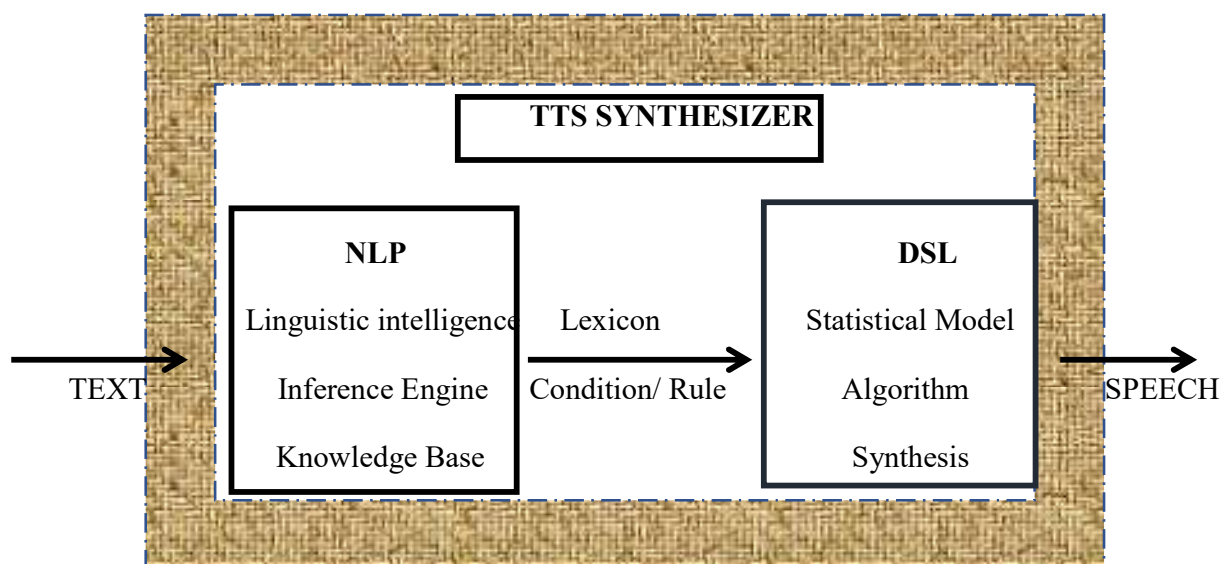 TTS SYNTHESIZER
NLP
Linguistic intelligence
Inference Engine
Knowledge Base
TEXT
Lexicon
Condition/ Rule
DSL
Statistical Model
Algorithm
Synthesis
SPEECH